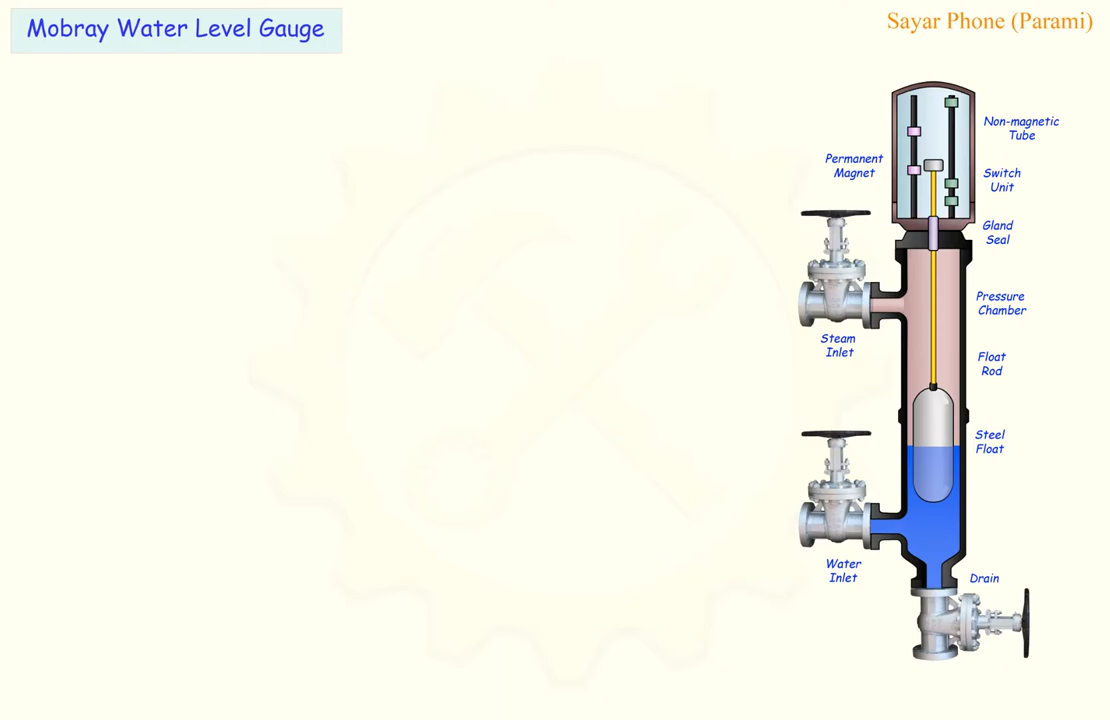 Mobray Water Level Gauge
Sayar Phone (Parami)
Non-magnetic
Tube
Permanent
Magnet
Switch
Unit
Gland
Seal
Pressure
Chamber
Steam
Inlet
Float
Rod
Steel
Float
Water
Inlet
Drain